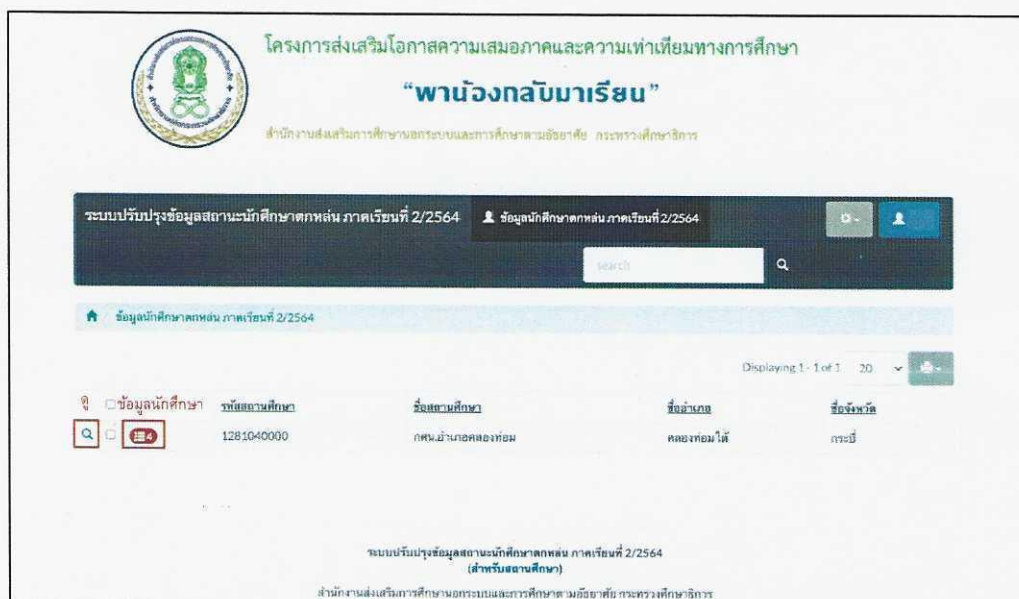 โครงการส่งเสริมโอกาสความเสมอภาคและความเท่าเทียมทางการศึกษา
“พาน้องกลับมาเรียน”
สำนักงานส่งเสริมการศึกษานอกระบบและการศึกษาตามอัธยาศัย กระทรวงศึกษาธิการ
ระบบปรับปรุงข้อมูลสถานะนักศึกษาตกหล่น ภาคเรียนที่ 2/2564 ข้อมูลนักศึกษาตกหล่น ภาคเรียนที่ 2/2564
search
ข้อมูลนักศึกษาตกหล่น ภาคเรียนที่ 2/2564
Displaying 1 - 1 of 1 20
ดู ข้อมูลนักศึกษา รหัสสถานศึกษา ชื่อสถานศึกษา ชื่ออำเภอ ชื่อจังหวัด
4 1281040000 กศน.อำเภอคลองท่อม คลองท่อมใต้ กระบี่
ระบบปรับปรุงข้อมูลสถานะนักศึกษาตกหล่น ภาคเรียนที่ 2/2564
(สำหรับสถานศึกษา)
สำนักงานส่งเสริมการศึกษานอกระบบและการศึกษาตามอัธยาศัย กระทรวงศึกษาธิการ